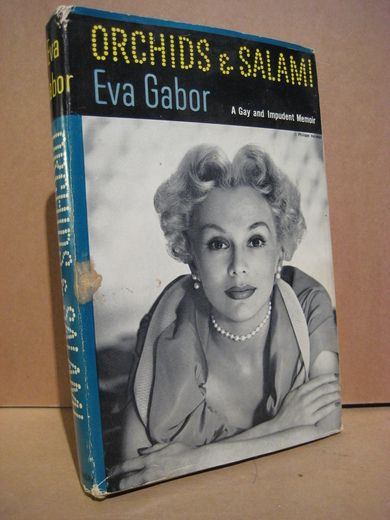 ORCHIDS & SALAMI
Eva Gabor
A Gay and Impudent Memoir
Eva
Gabor
ORCHIDS & SALAMI